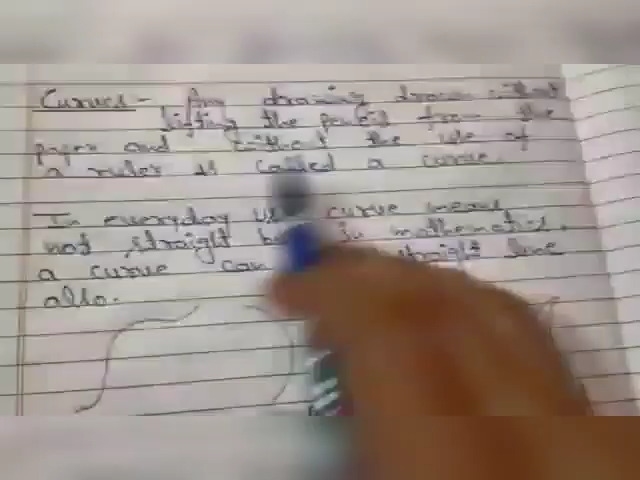 Curves - Any drawing drawn without
lifting the pencil from the
paper and without the use of
a ruler is called a curve.
In everyday use curve means
not straight but in mathematics,
a curve can straight line
also.